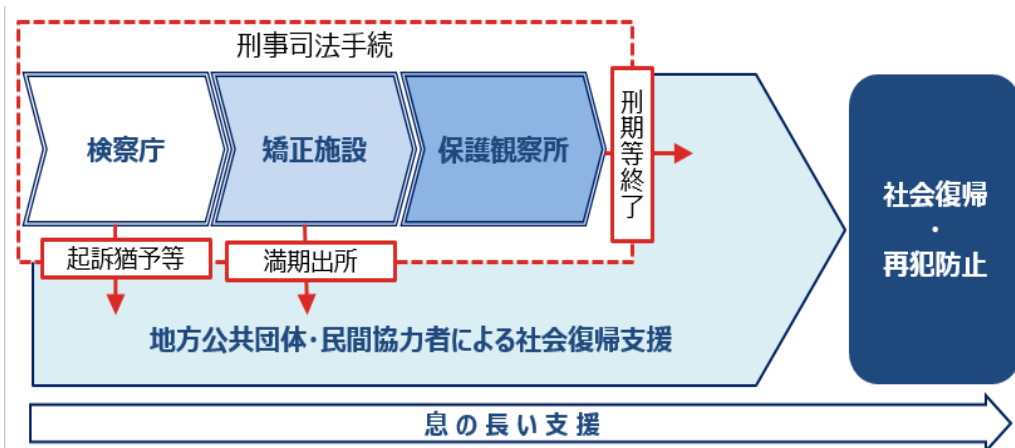 刑事司法手続
検察庁
矯正施設
保護観察所
刑期等終了
起訴猶予等
満期出所
地方公共団体・民間協力者による社会復帰支援
社会復帰
・
再犯防止
息の長い支援